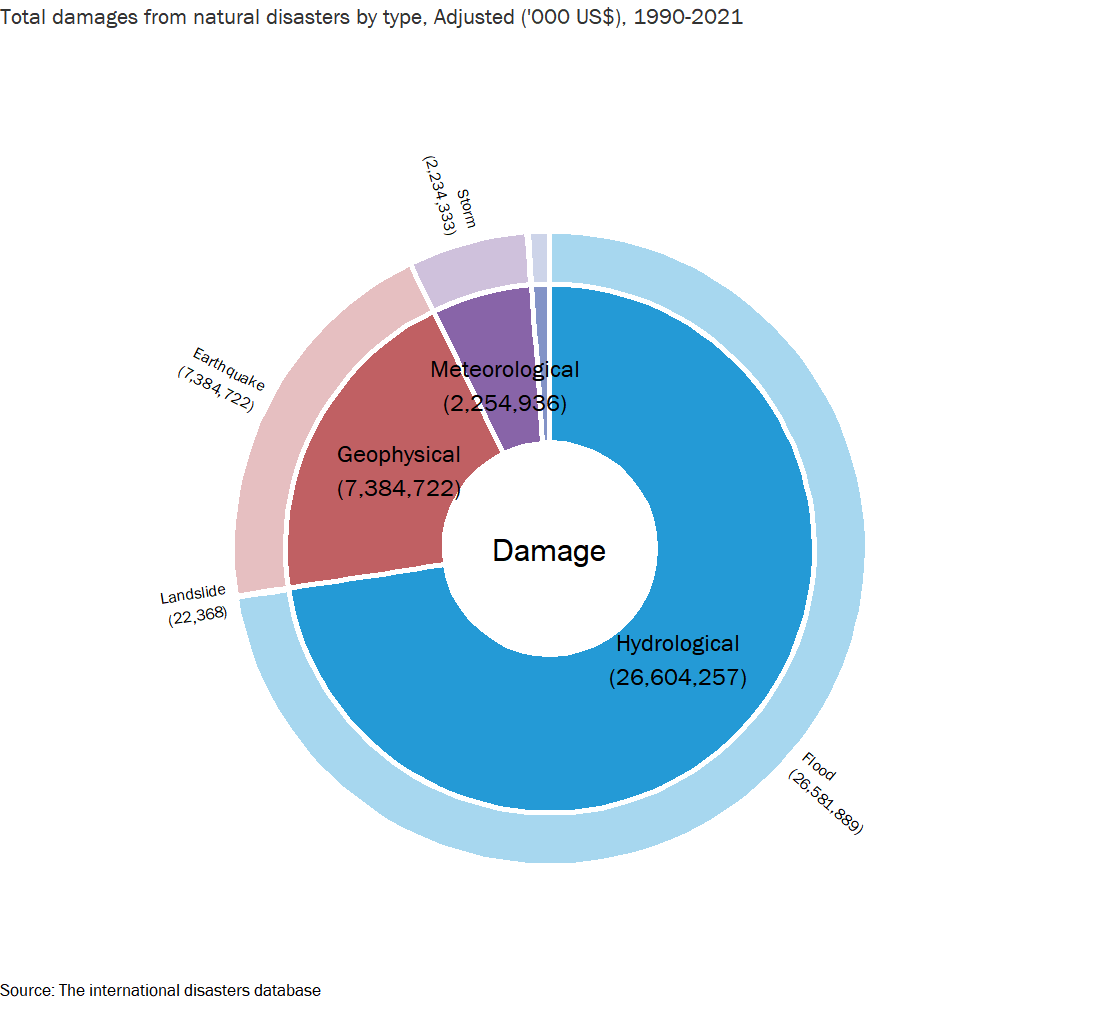 Total damages from natural disasters by type, Adjusted ('000 US$), 1990-2021
Storm
(2,234,333)
Earthquake
(7,384,722)
Meteorological
(2,254,936)
Geophysical
(7,384,722)
Damage
Landslide
(22,368)
Hydrological
(26,604,257)
Flood
(26,581,889)
Source: The international disasters database